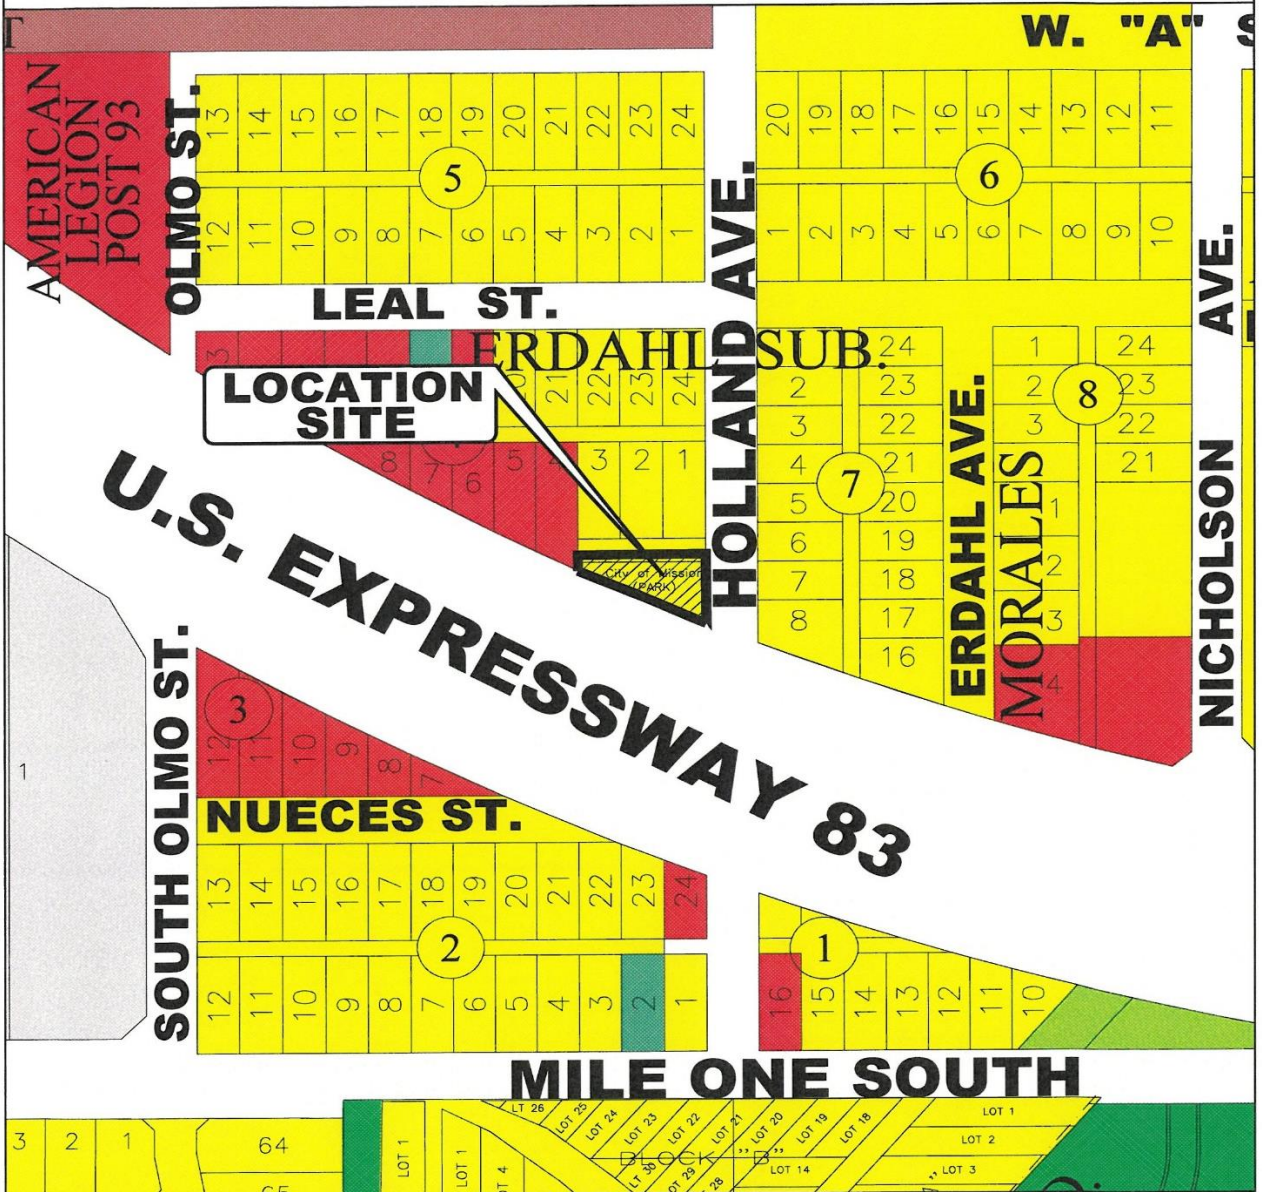 T
W. "A" S
AMERICAN
LEGION
POST 93
OLMO ST.
13 14 15 16 17 18 19 20 21 22 23 24
5
12 11 10 9 8 7 6 5 4 3 2 1
20 19 18 17 16 15 14 13 12 11
6
1 2 3 4 5 6 7 8 9 10
HOLLAND AVE.
NICHOLSON AVE.
LEAL ST.
ERDAHL SUB.
LOCATION
SITE
21 22 23 24
8 7 6 5 4 3 2 1
City of Mission
(PARK)
2 3 4 5 6 7 8
7
24 23 22 21 20 19 18 17 16
ERDAHL AVE.
MORALES
1 2 3
8
24 23 22 21
1 2 3 4
U.S. EXPRESSWAY 83
1
SOUTH OLMO ST.
3
12 11 10 9 8 7
NUECES ST.
13 14 15 16 17 18 19 20 21 22 23 24
2
12 11 10 9 8 7 6 5 4 3 2 1
1
16 15 14 13 12 11 10
MILE ONE SOUTH
3 2 1
64
65
LOT 1
LOT 1
OT 4
LT 26
LOT 25
LOT 24
LOT 23
LOT 22
LOT 21
LOT 20
LOT 19
LOT 18
BLOCK "B"
LT 30
OT 29
28
LOT 14
LOT 1
LOT 2
LOT 3